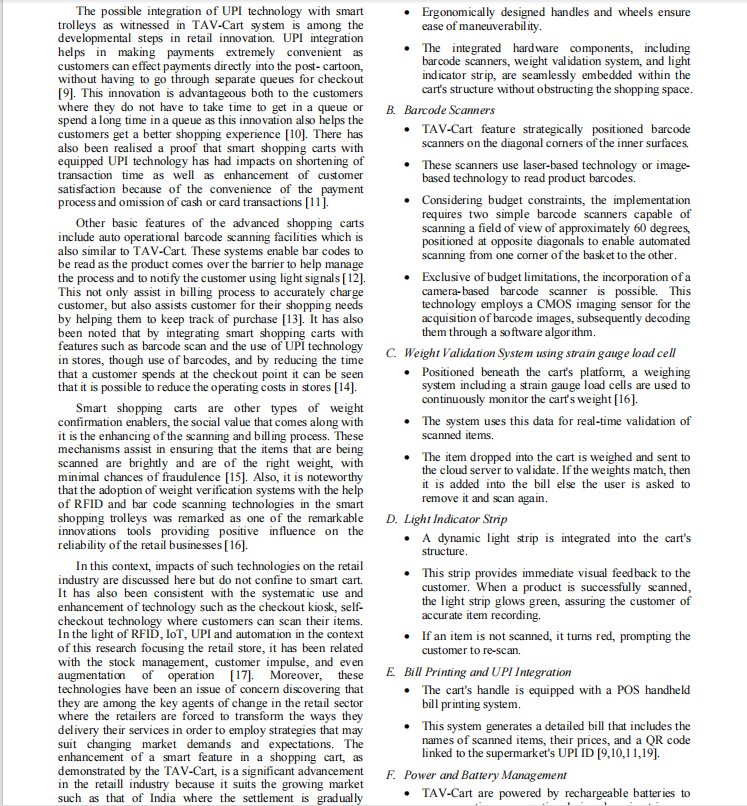 The possible integration of UPI technology with smart
trolleys as witnessed in TAV-Cart system is among the
developmental steps in retail innovation. UPI integration
helps in making payments extremely convenient as
customers can effect payments directly into the post- cartoon,
without having to go through separate queues for checkout
[9]. This innovation is advantageous both to the customers
where they do not have to take time to get in a queue or
spend a long time in a queue as this innovation also helps the
customers get a better shopping experience [10]. There has
also been realised a proof that smart shopping carts with
equipped UPI technology has had impacts on shortening of
transaction time as well as enhancement of customer
satisfaction because of the convenience of the payment
process and omission of cash or card transactions [11].
Other basic features of the advanced shopping carts
include auto operational barcode scanning facilities which is
also similar to TAV-Cart. These systems enable bar codes to
be read as the product comes over the barrier to help manage
the process and to notify the customer using light signals [12].
This not only assist in billing process to accurately charge
customer, but also assists customer for their shopping needs
by helping them to keep track of purchase [13]. It has also
been noted that by integrating smart shopping carts with
features such as barcode scan and the use of UPI technology
in stores, though use of barcodes, and by reducing the time
that a customer spends at the checkout point it can be seen
that it is possible to reduce the operating costs in stores [14].
Smart shopping carts are other types of weight
confirmation enablers, the social value that comes along with
it is the enhancing of the scanning and billing process. These
mechanisms assist in ensuring that the items that are being
scanned are brightly and are of the right weight, with
minimal chances of fraudulence [15]. Also, it is noteworthy
that the adoption of weight verification systems with the help
of RFID and bar code scanning technologies in the smart
shopping trolleys was remarked as one of the remarkable
innovations tools providing positive influence on the
reliability of the retail businesses [16].
In this context, impacts of such technologies on the retail
industry are discussed here but do not confine to smart cart.
It has also been consistent with the systematic use and
enhancement of technology such as the checkout kiosk, self-
checkout technology where customers can scan their items.
In the light of RFID, IoT, UPI and automation in the context
of this research focusing the retail store, it has been related
with the stock management, customer impulse, and even
augmentation of operation [17]. Moreover, these
technologies have been an issue of concern discovering that
they are among the key agents of change in the retail sector
where the retailers are forced to transform the ways they
delivery their services in order to employ strategies that may
suit changing market demands and expectations. The
enhancement of a smart feature in a shopping cart, as
demonstrated by the TAV-Cart, is a significant advancement
in the retaill industry because it suits the growing market
such as that of India where the settlement is gradually
• Ergonomically designed handles and wheels ensure
ease of maneuverability.
• The integrated hardware components, including
barcode scanners, weight validation system, and light
indicator strip, are seamlessly embedded within the
cart's structure without obstructing the shopping space.
B. Barcode Scanners
• TAV-Cart feature strategically positioned barcode
scanners on the diagonal corners of the inner surfaces.
• These scanners use laser-based technology or image-
based technology to read product barcodes.
• Considering budget constraints, the implementation
requires two simple barcode scanners capable of
scanning a field of view of approximately 60 degrees,
positioned at opposite diagonals to enable automated
scanning from one corner of the basket to the other.
• Exclusive of budget limitations, the incorporation of a
camera-based barcode scanner is possible. This
technology employs a CMOS imaging sensor for the
acquisition of barcode images, subsequently decoding
them through a software algorithm.
C. Weight Validation System using strain gauge load cell
• Positioned beneath the cart's platform, a weighing
system including a strain gauge load cells are used to
continuously monitor the cart's weight [16].
• The system uses this data for real-time validation of
scanned items.
• The item dropped into the cart is weighed and sent to
the cloud server to validate. If the weights match, then
it is added into the bill else the user is asked to
remove it and scan again.
D. Light Indicator Strip
• A dynamic light strip is integrated into the cart's
structure.
• This strip provides immediate visual feedback to the
customer. When a product is successfully scanned,
the light strip glows green, assuring the customer of
accurate item recording.
• If an item is not scanned, it turns red, prompting the
customer to re-scan.
E. Bill Printing and UPI Integration
• The cart's handle is equipped with a POS handheld
bill printing system.
• This system generates a detailed bill that includes the
names of scanned items, their prices, and a QR code
linked to the supermarket's UPI ID [9,10,11,19].
F. Power and Battery Management
• TAV-Cart are powered by rechargeable batteries to